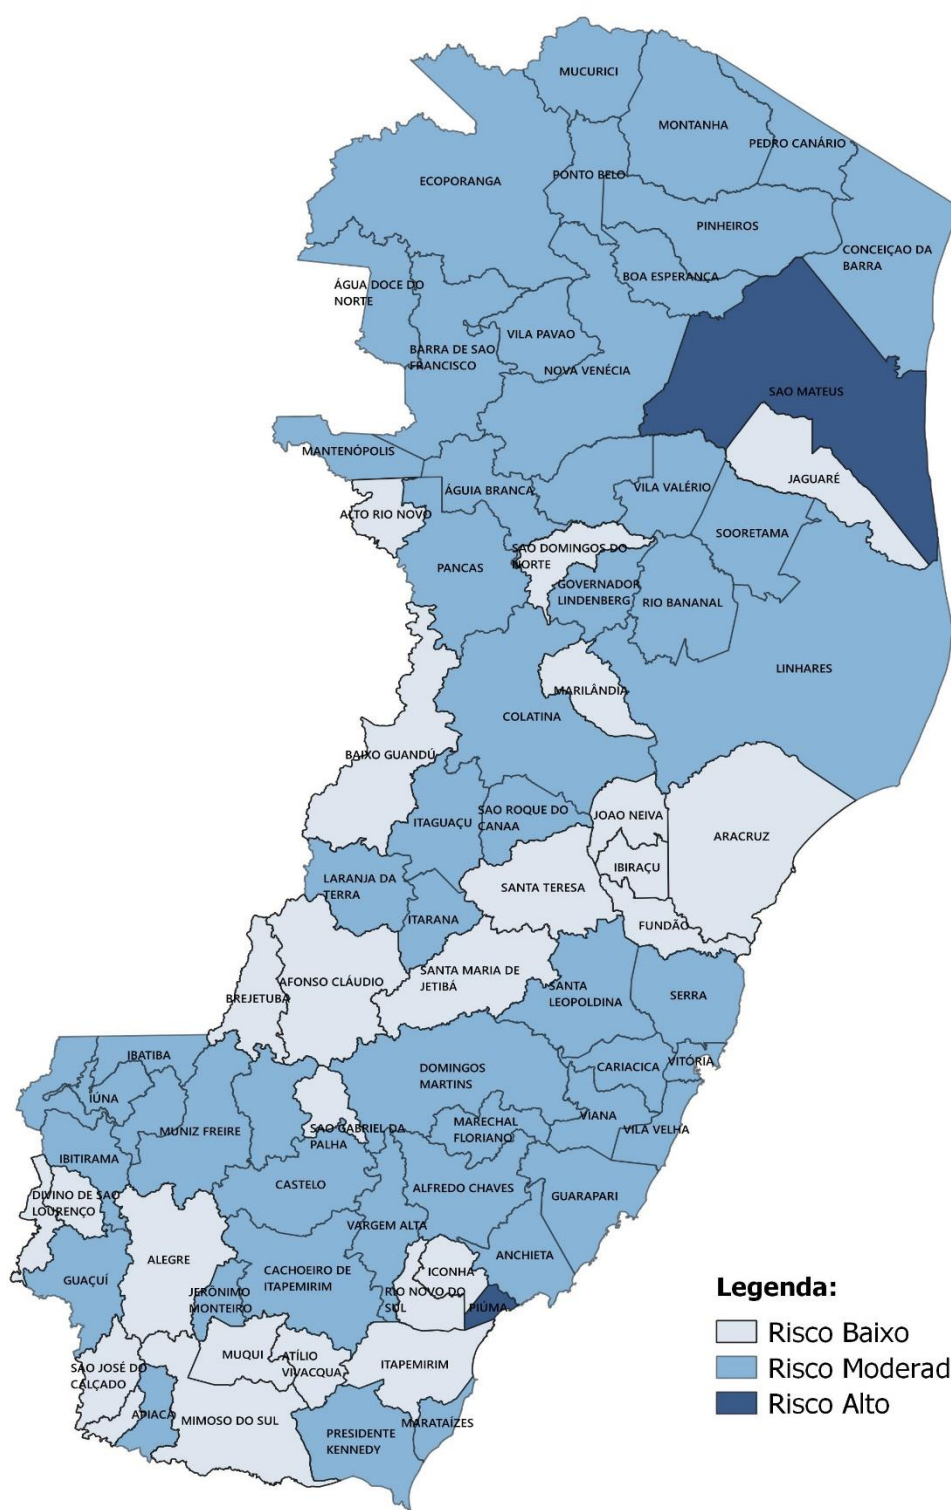 MUCURICI
MONTANHA
PEDRO CANÁRIO
ECOPORANGA
PONTO BELO
PINHEIROS
CONCEIÇAO DA
BARRA
BOA ESPERANÇA
ÁGUA DOCE DO
NORTE
VILA PAVAO
BARRA DE SAO
FRANCISCO
NOVA VENÉCIA
SAO MATEUS
MANTENÓPOLIS
JAGUARÉ
ÁGUIA BRANCA
VILA VALÉRIO
ALTO RIO NOVO
SOORETAMA
SAO DOMINGOS DO
NORTE
PANCAS
GOVERNADOR
LINDENBERG
RIO BANANAL
LINHARES
MARILÂNDIA
COLATINA
BAIXO GUANDÚ
ITAGUAÇU
SAO ROQUE DO
CANAA
JOAO NEIVA
ARACRUZ
IBIRAÇU
LARANJA DA
TERRA
SANTA TERESA
ITARANA
FUNDÃO
SANTA MARIA DE
JETIBÁ
AFONSO CLÁUDIO
BREJETUBA
SANTA
LEOPOLDINA
SERRA
IBATIBA
DOMINGOS
MARTINS
CARIACICA
VITÓRIA
IÚNA
MUNIZ FREIRE
SAO GABRIEL DA
PALHA
MARECHAL
FLORIANO
VIANA
VILA VELHA
IBITIRAMA
CASTELO
ALFREDO CHAVES
GUARAPARI
DIVINO DE SAO
LOURENÇO
VARGEM ALTA
ALEGRE
ANCHIETA
GUAÇUÍ
CACHOEIRO DE
ITAPEMIRIM
ICONHA
JERÔNIMO
MONTEIRO
RIO NOVO DO
SUL
PIÚMA
MUQUI
ATÍLIO
VIVACQUA
ITAPEMIRIM
SÃO JOSÉ DO
CALÇADO
APIACÁ
MIMOSO DO SUL
PRESIDENTE
KENNEDY
MARATAÍZES
Legenda:
Risco Baixo
Risco Moderad
Risco Alto